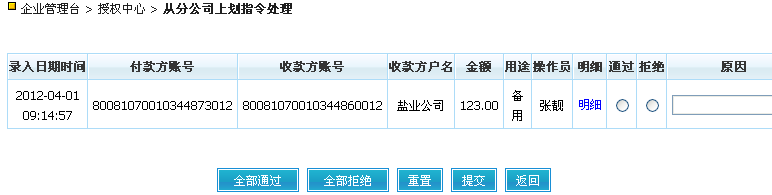 企业管理台 > 授权中心 > 从分公司上划指令处理
录入日期时间 付款方账号 收款方账号 收款方户名 金额 用途 操作员 明细 通过 拒绝 原因
2012-04-01 09:14:57 80081070010344873012 80081070010344860012 盐业公司 123.00 备用 张靓 明细
全部通过 全部拒绝 重置 提交 返回